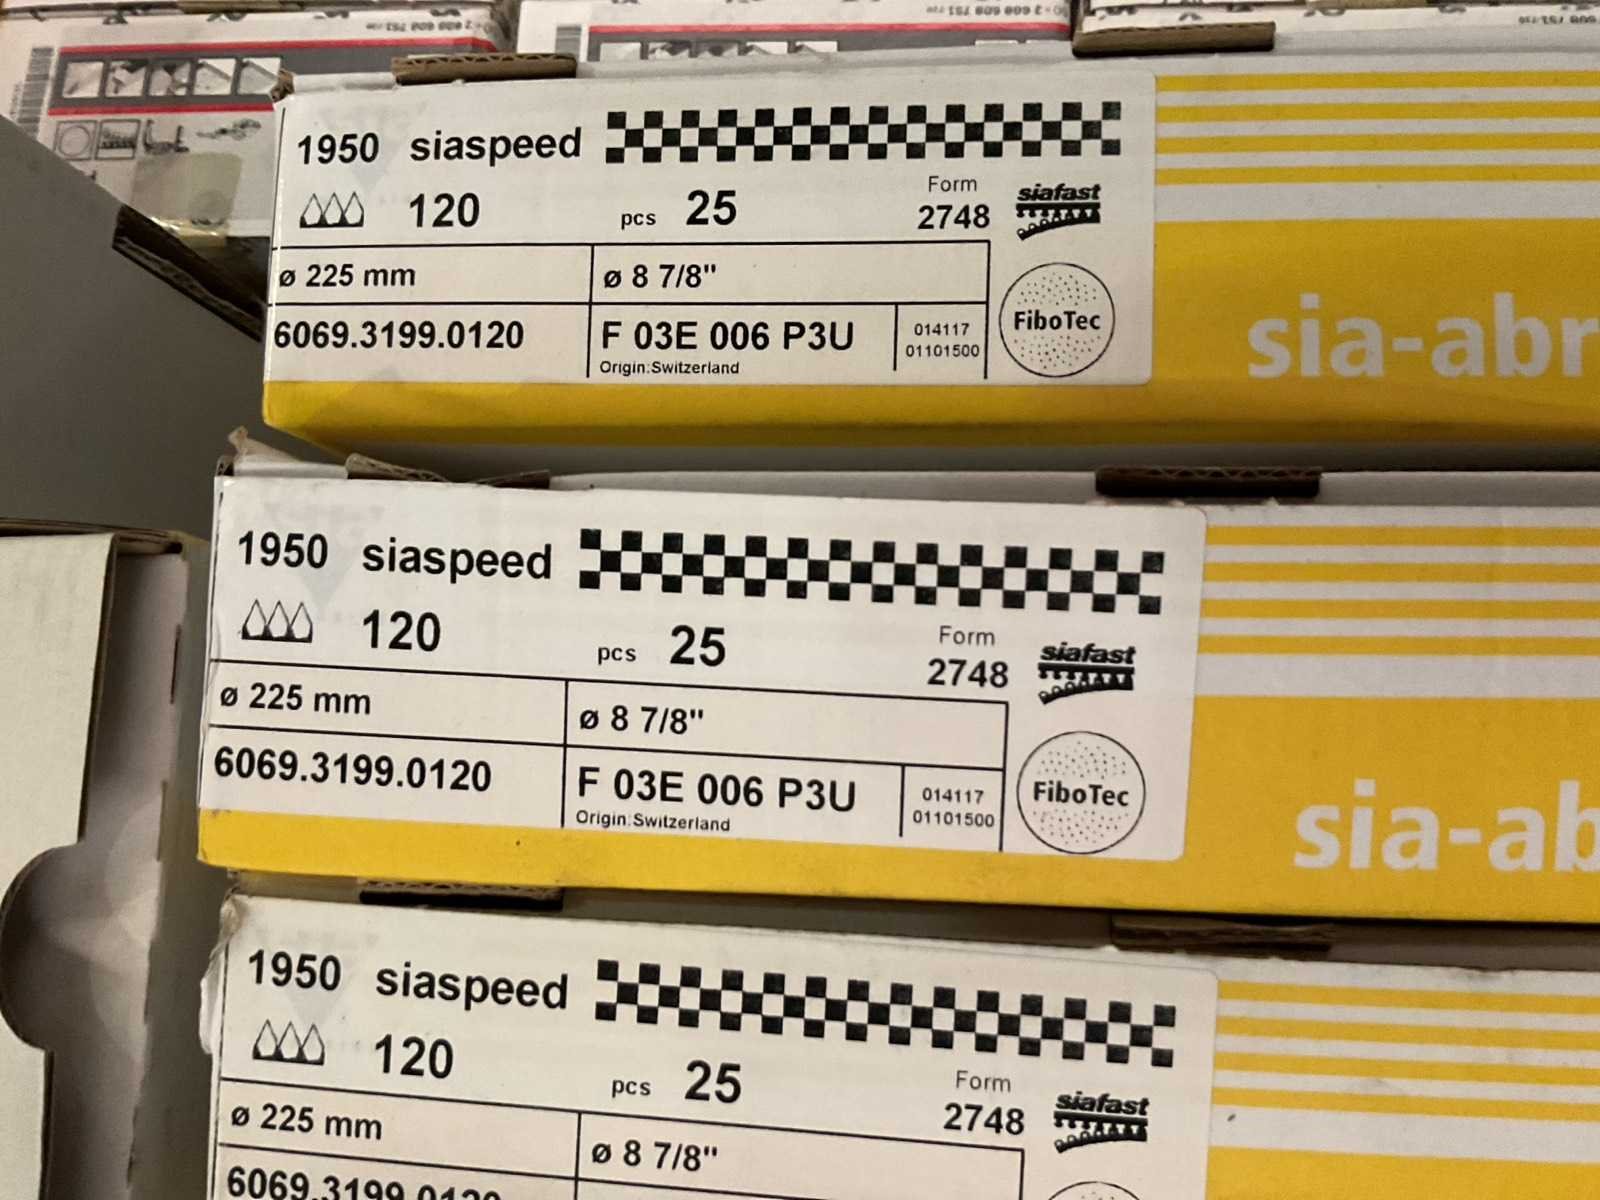 1950 siaspeed
120 pcs 25 Form 2748 siafast
ø 225 mm ø 8 7/8"
6069.3199.0120 F 03E 006 P3U 014117 01101500
Origin:Switzerland
FiboTec
sia-abr
1950 siaspeed
120 pcs 25 Form 2748 siafast
ø 225 mm ø 8 7/8"
6069.3199.0120 F 03E 006 P3U 014117 01101500
Origin:Switzerland
FiboTec
sia-ab
1950 siaspeed
120 pcs 25 Form 2748 siafast
ø 225 mm ø 8 7/8"
6069.3199.0120